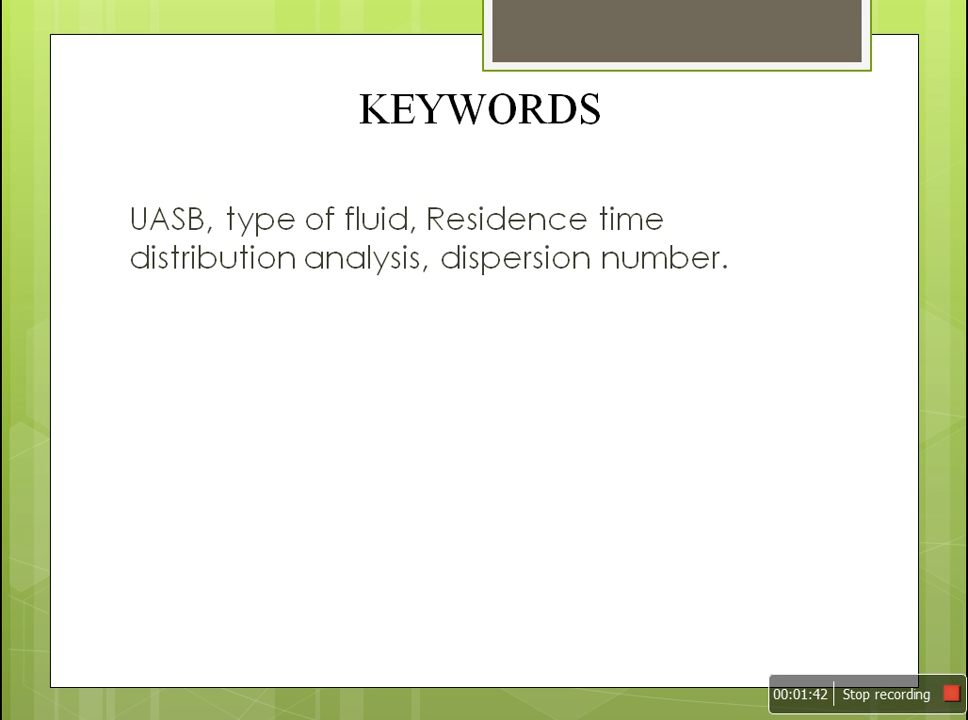 KEYWORDS
UASB, type of fluid, Residence time
distribution analysis, dispersion number.
00:01:42 Stop recording